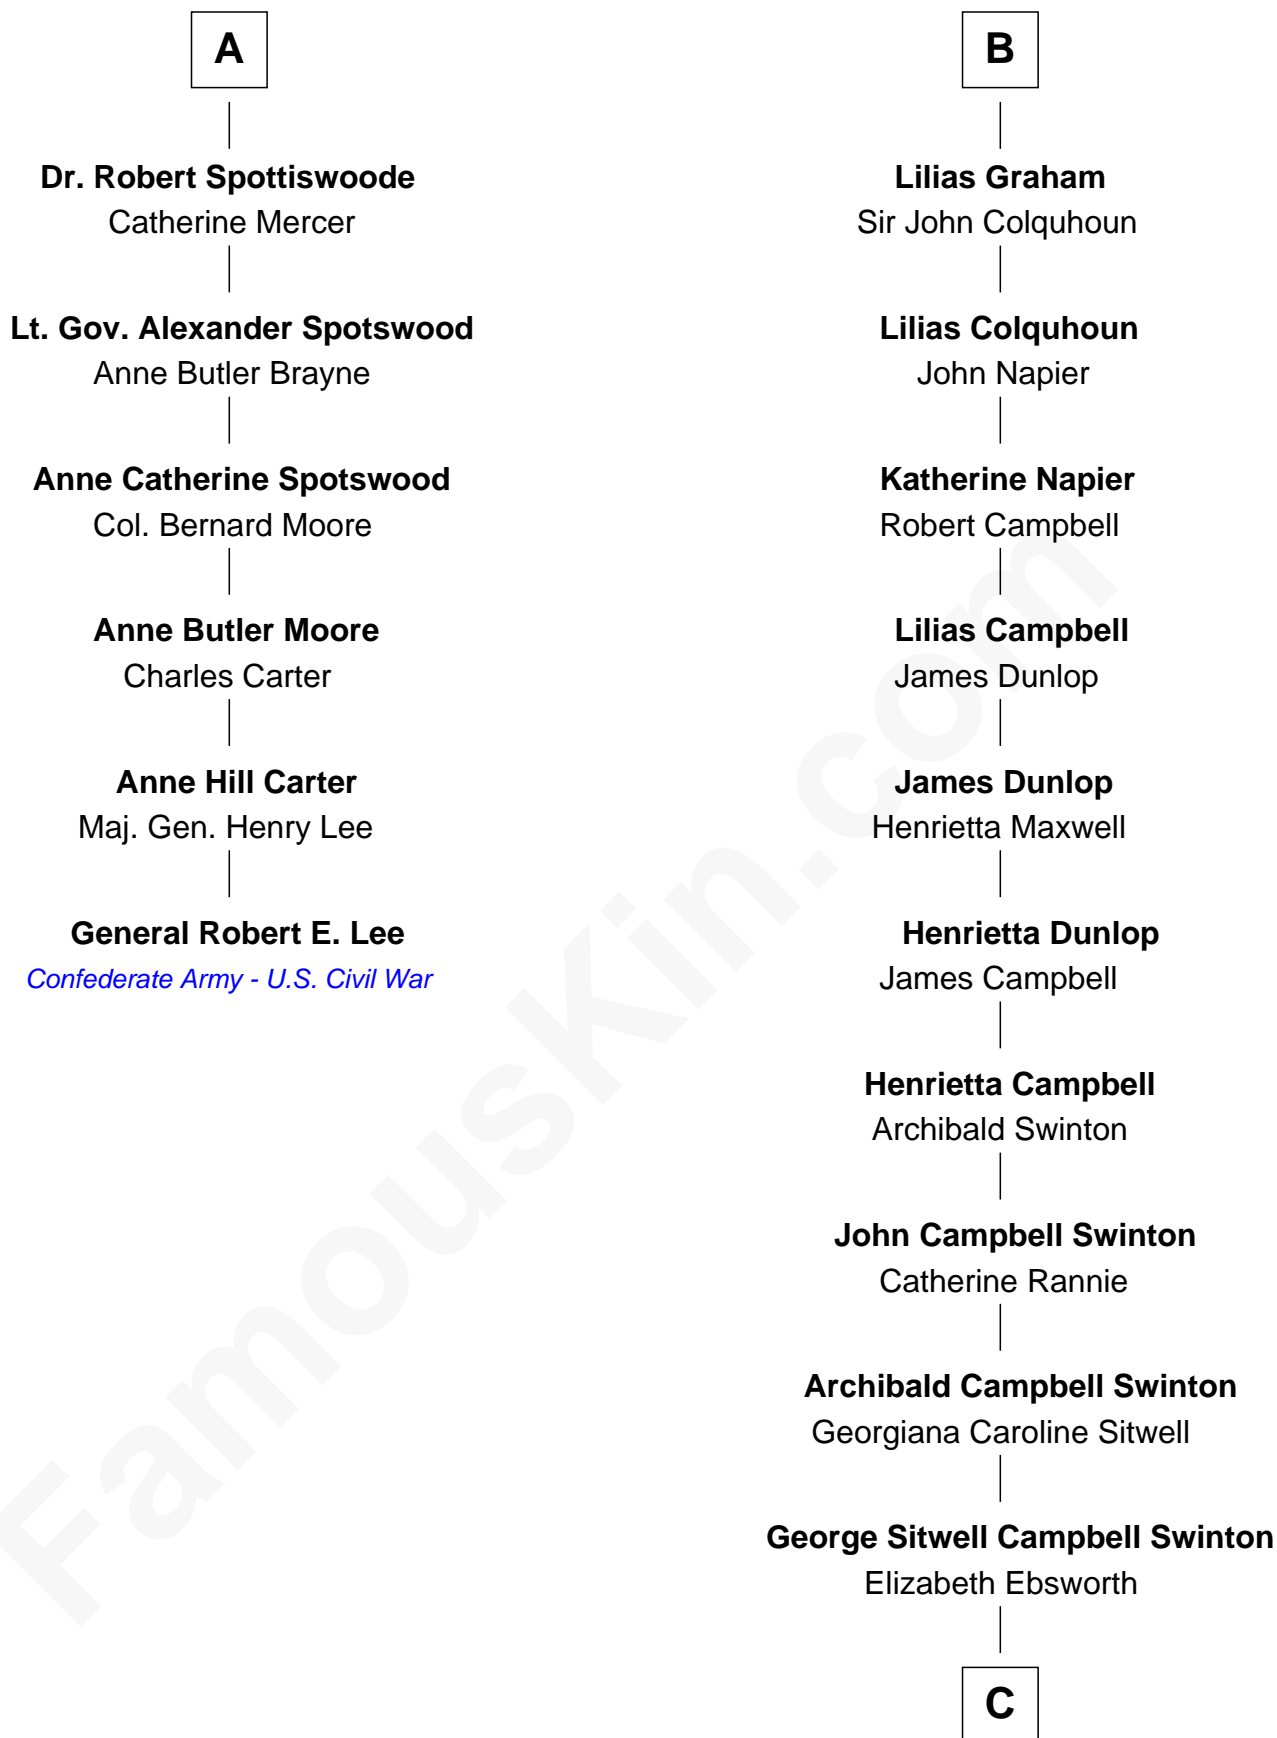 A
Dr. Robert Spottiswoode
Catherine Mercer
Lt. Gov. Alexander Spotswood
Anne Butler Brayne
Anne Catherine Spotswood
Col. Bernard Moore
Anne Butler Moore
Charles Carter
Anne Hill Carter
Maj. Gen. Henry Lee
General Robert E. Lee
Confederate Army - U.S. Civil War
B
Lilias Graham
Sir John Colquhoun
Lilias Colquhoun
John Napier
Katherine Napier
Robert Campbell
Lilias Campbell
James Dunlop
James Dunlop
Henrietta Maxwell
Henrietta Dunlop
James Campbell
Henrietta Campbell
Archibald Swinton
John Campbell Swinton
Catherine Rannie
Archibald Campbell Swinton
Georgiana Caroline Sitwell
George Sitwell Campbell Swinton
Elizabeth Ebsworth
C
FamousKin.com